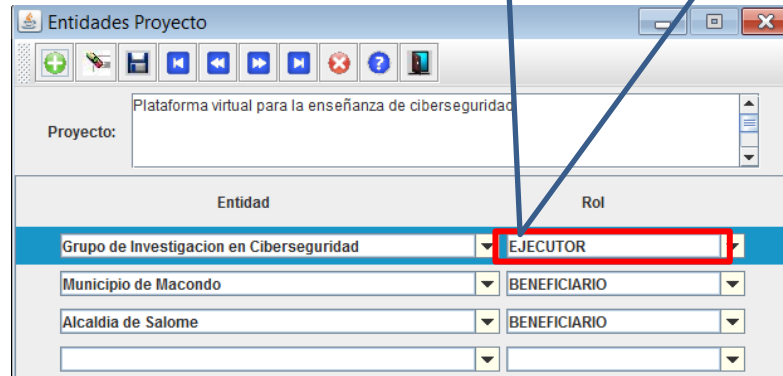 Entidades Proyecto
Plataforma virtual para la enseñanza de ciberseguridad
Proyecto:
Entidad Rol
Grupo de Investigacion en Ciberseguridad EJECUTOR
Municipio de Macondo BENEFICIARIO
Alcaldia de Salome BENEFICIARIO